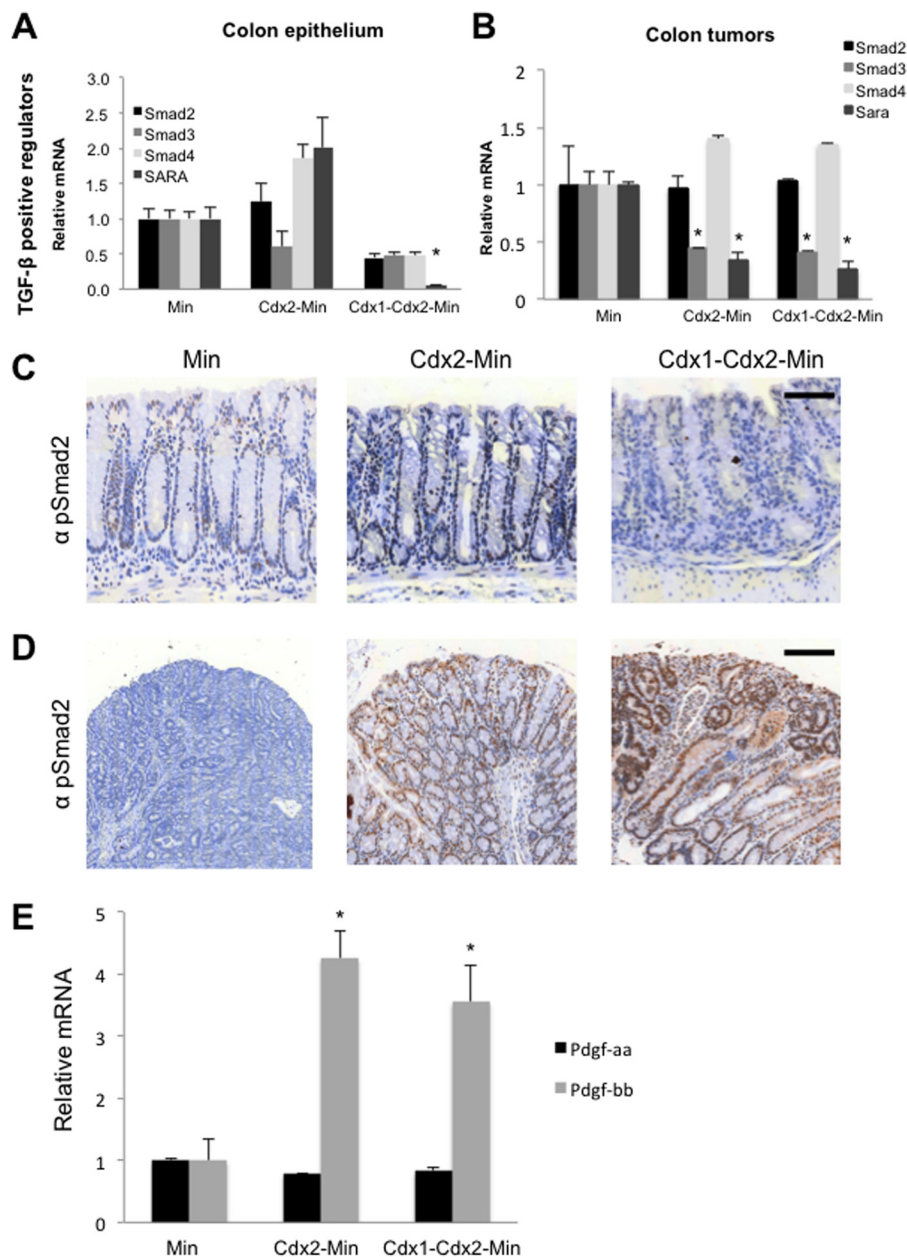 A
Colon epithelium
TGF-β positive regulators
Relative mRNA
3.0
2.5
2.0
1.5
1.0
0.5
0.0
Smad2
Smad3
Smad4
SARA
*
Min
Cdx2-Min
Cdx1-Cdx2-Min
B
Colon tumors
Smad2
Smad3
Smad4
Sara
Relative mRNA
2
1.5
1
0.5
0
* *
* *
Min
Cdx2-Min
Cdx1-Cdx2-Min
C
Min
Cdx2-Min
Cdx1-Cdx2-Min
α pSmad2
D
α pSmad2
E
Relative mRNA
5
4
3
2
1
0
*
*
Pdgf-aa
Pdgf-bb
Min
Cdx2-Min
Cdx1-Cdx2-Min